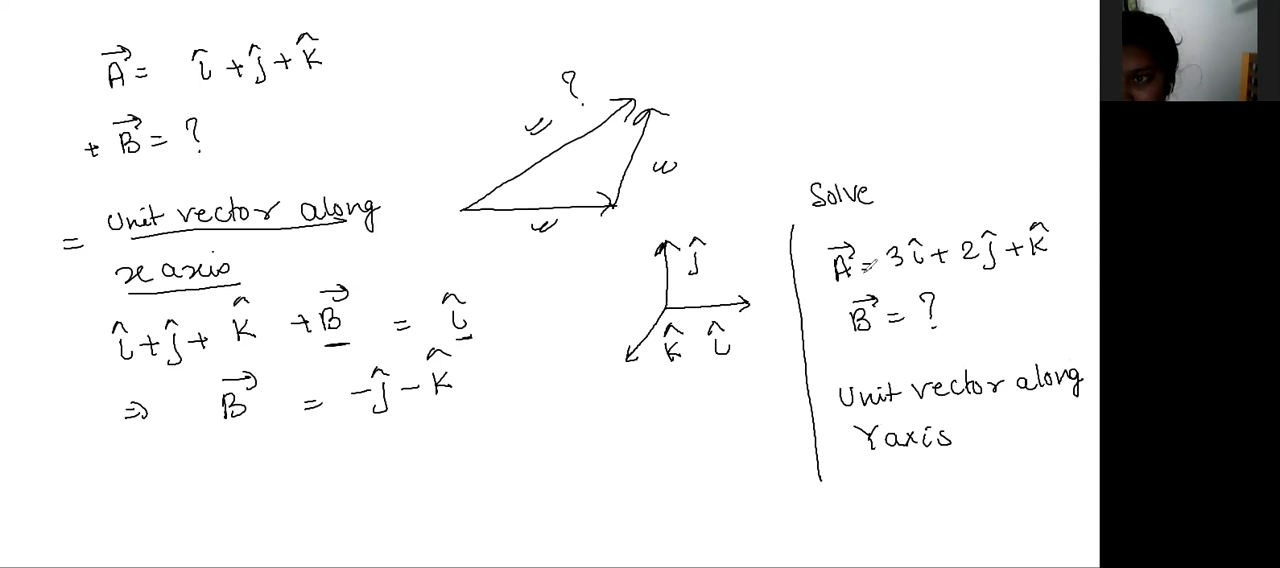 A⃗ = î + ĵ + k̂
+ B⃗ = ?
= Unit vector along
x axis
î + ĵ + k̂ + B⃗ = î
⇒ B⃗ = -ĵ - k̂
?
ĵ
k̂ î
Solve
A⃗ = 3î + 2ĵ + k̂
B⃗ = ?
Unit vector along
Y axis